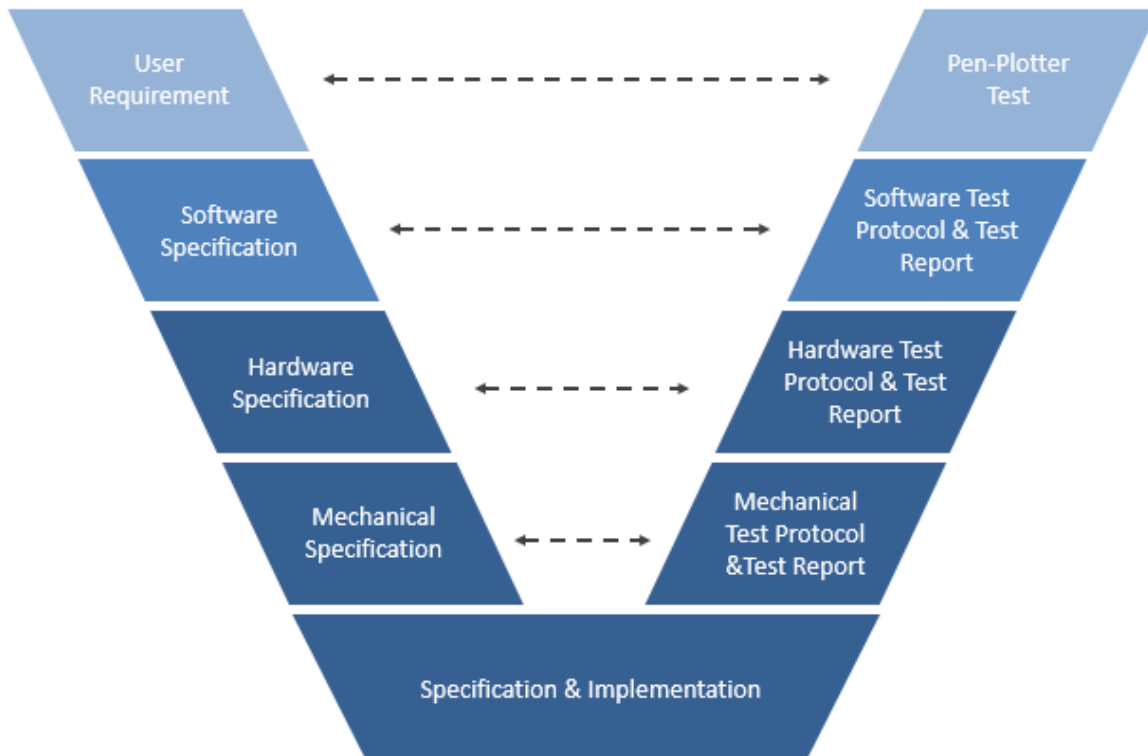 User
Requirement
Pen-Plotter
Test
Software
Specification
Software Test
Protocol & Test
Report
Hardware
Specification
Hardware Test
Protocol & Test
Report
Mechanical
Specification
Mechanical
Test Protocol
&Test Report
Specification & Implementation